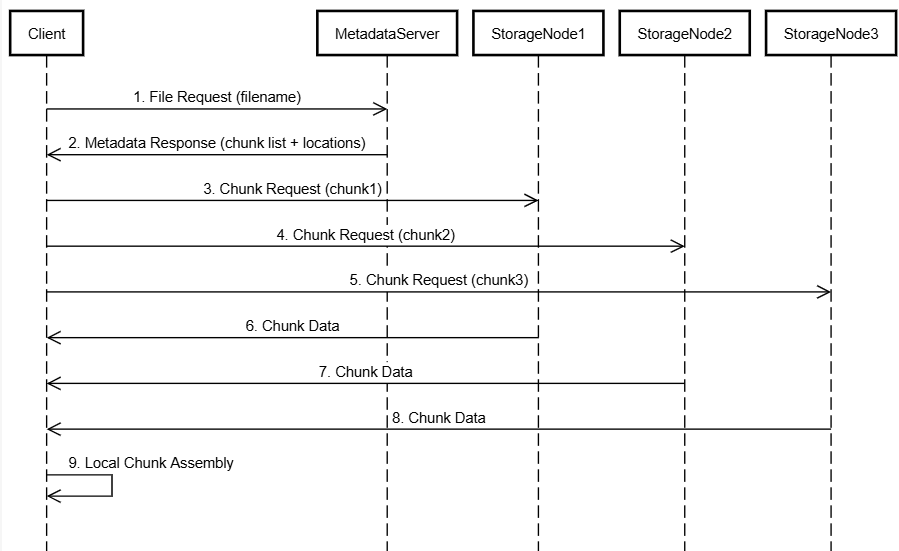 Client
MetadataServer
StorageNode1
StorageNode2
StorageNode3
1. File Request (filename)
2. Metadata Response (chunk list + locations)
3. Chunk Request (chunk1)
4. Chunk Request (chunk2)
5. Chunk Request (chunk3)
6. Chunk Data
7. Chunk Data
8. Chunk Data
9. Local Chunk Assembly